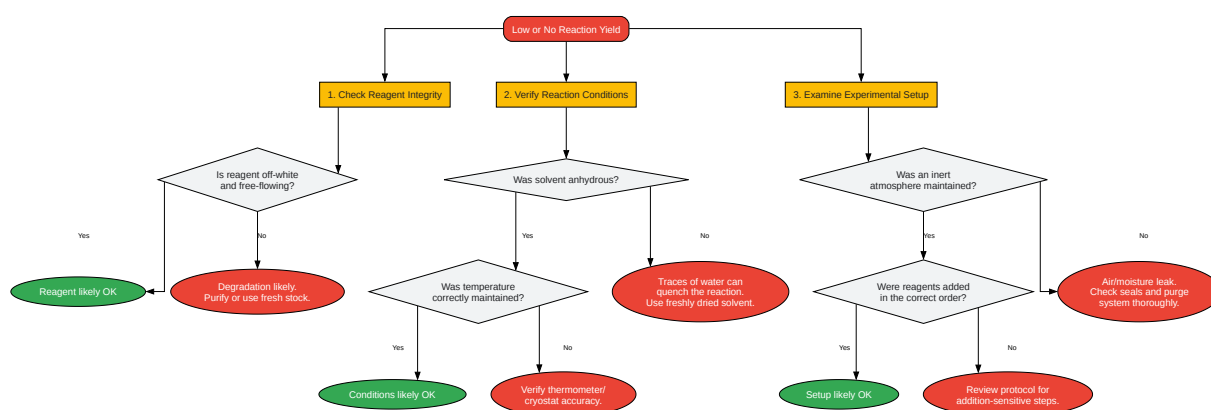 Low or No Reaction Yield
1. Check Reagent Integrity
2. Verify Reaction Conditions
3. Examine Experimental Setup
Is reagent off-white
and free-flowing?
Was solvent anhydrous?
Was an inert
atmosphere maintained?
Yes
No
Yes
No
Yes
No
Reagent likely OK
Degradation likely.
Purify or use fresh stock.
Was temperature
correctly maintained?
Traces of water can
quench the reaction.
Use freshly dried solvent.
Were reagents added
in the correct order?
Air/moisture leak.
Check seals and purge
system thoroughly.
Yes
No
Yes
No
Conditions likely OK
Verify thermometer/
cryostat accuracy.
Setup likely OK
Review protocol for
addition-sensitive steps.